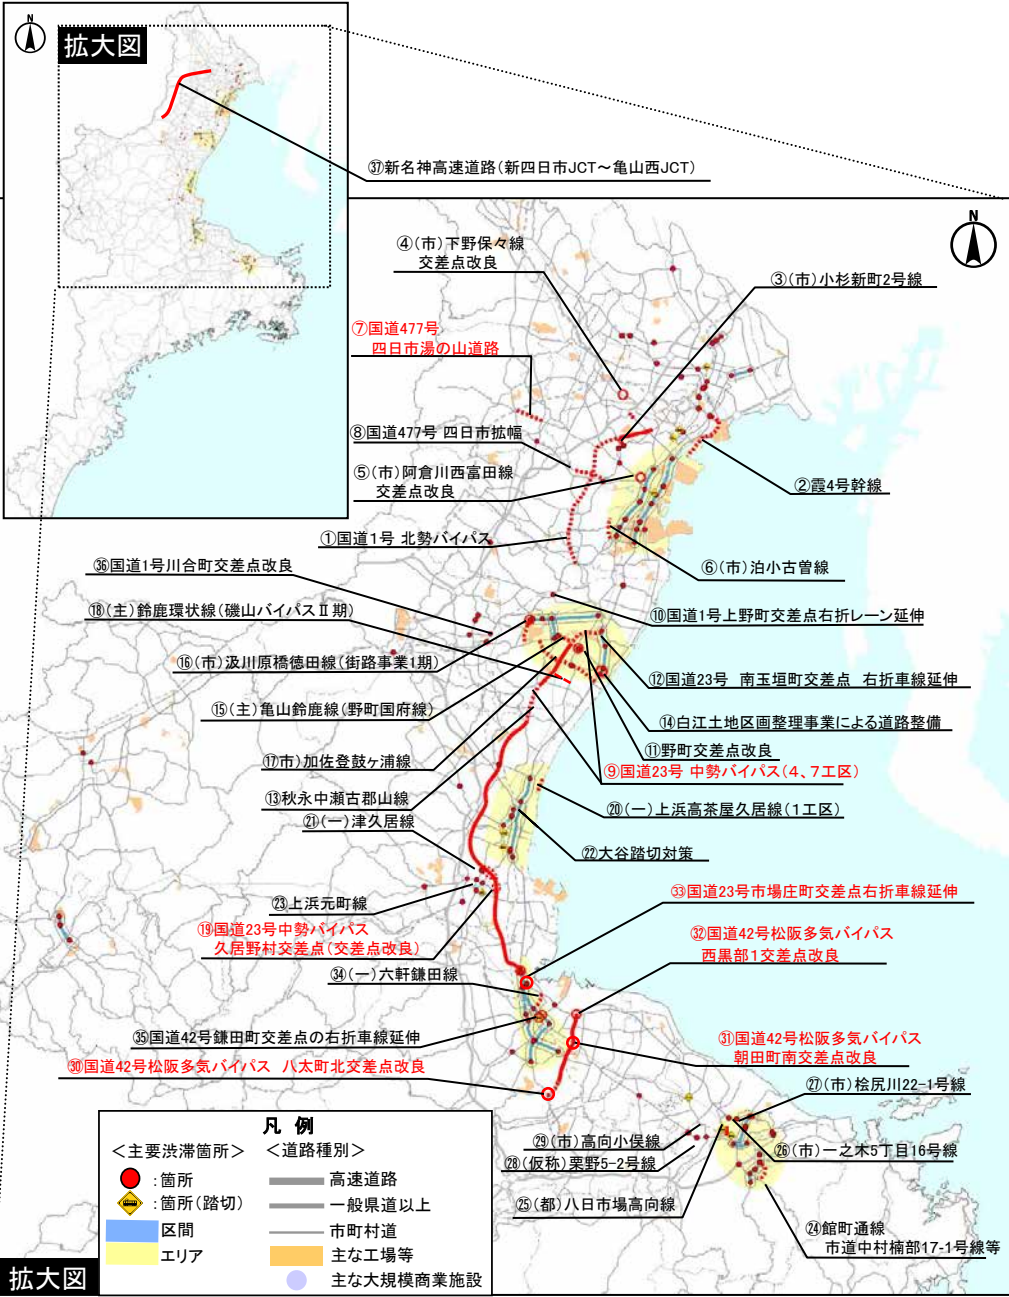 N
拡大図
㊲新名神高速道路(新四日市JCT～亀山西JCT)
N
④(市)下野保々線
交差点改良
③(市)小杉新町2号線
⑦国道477号
四日市湯の山道路
⑧国道477号 四日市拡幅
⑤(市)阿倉川西富田線
交差点改良
②霞4号幹線
①国道1号 北勢バイパス
⑥(市)泊小古曽線
㊱国道1号川合町交差点改良
⑱(主)鈴鹿環状線(磯山バイパスⅡ期)
⑩国道1号上野町交差点右折レーン延伸
⑯(市)汲川原橋徳田線(街路事業1期)
⑫国道23号 南玉垣町交差点 右折車線延伸
⑮(主)亀山鈴鹿線(野町国府線)
⑭白江土地区画整理事業による道路整備
⑪野町交差点改良
⑰市)加佐登鼓ヶ浦線
⑨国道23号 中勢バイパス(4、7工区)
⑬秋永中瀬古郡山線
⑳(一)上浜高茶屋久居線(1工区)
㉑(一)津久居線
㉒大谷踏切対策
㉝国道23号市場庄町交差点右折車線延伸
㉓上浜元町線
⑲国道23号中勢バイパス
久居野村交差点(交差点改良)
㉜国道42号松阪多気バイパス
西黒部1交差点改良
㉞(一)六軒鎌田線
㉟国道42号鎌田町交差点の右折車線延伸
㉛国道42号松阪多気バイパス
朝田町南交差点改良
㉚国道42号松阪多気バイパス 八太町北交差点改良
㉗(市)桧尻川22-1号線
㉙(市)高向小俣線
㉖(市)一之木5丁目16号線
㉘(仮称)粟野5-2号線
㉕(都)八日市場高向線
㉔館町通線
市道中村楠部17-1号線等
凡 例
＜主要渋滞箇所＞ ＜道路種別＞
:箇所 高速道路
:箇所(踏切) 一般県道以上
区間 市町村道
エリア 主な工場等
主な大規模商業施設
拡大図